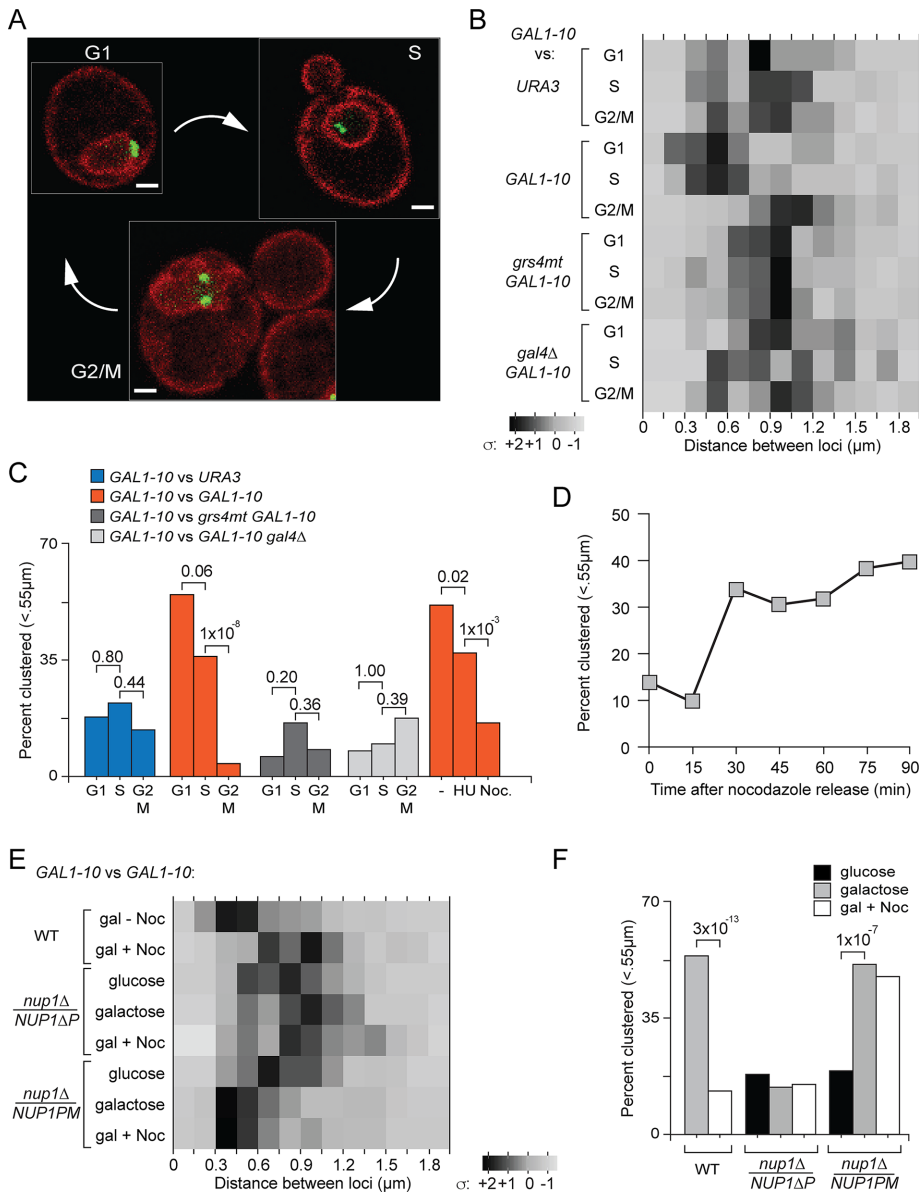 A
G1
S
G2/M
B
GAL1-10
vs:
URA3
G1
S
G2/M
GAL1-10
G1
S
G2/M
grs4mt
GAL1-10
G1
S
G2/M
gal4Δ
GAL1-10
G1
S
G2/M
0 0.3 0.6 0.9 1.2 1.5 1.8
Distance between loci (µm)
σ: +2 +1 0 -1
C
GAL1-10 vs URA3
GAL1-10 vs GAL1-10
GAL1-10 vs grs4mt GAL1-10
GAL1-10 vs GAL1-10 gal4Δ
Percent clustered (<.55µm)
70
35
0
0.80
0.44
0.06
1x10-8
0.20
0.36
1.00
0.39
0.02
1x10-3
G1 S G2 M
G1 S G2 M
G1 S G2 M
G1 S G2 M
- HU Noc.
D
Percent clustered (<.55µm)
50
40
30
20
10
0
0 15 30 45 60 75 90
Time after nocodazole release (min)
E
GAL1-10 vs GAL1-10:
WT
gal - Noc
gal + Noc
nup1Δ
NUP1ΔP
glucose
galactose
gal + Noc
nup1Δ
NUP1PM
glucose
galactose
gal + Noc
0 0.3 0.6 0.9 1.2 1.5 1.8
Distance between loci (µm)
σ: +2 +1 0 -1
F
glucose
galactose
gal + Noc
Percent clustered (<.55µm)
70
35
0
3x10-13
1x10-7
WT
nup1Δ
NUP1ΔP
nup1Δ
NUP1PM